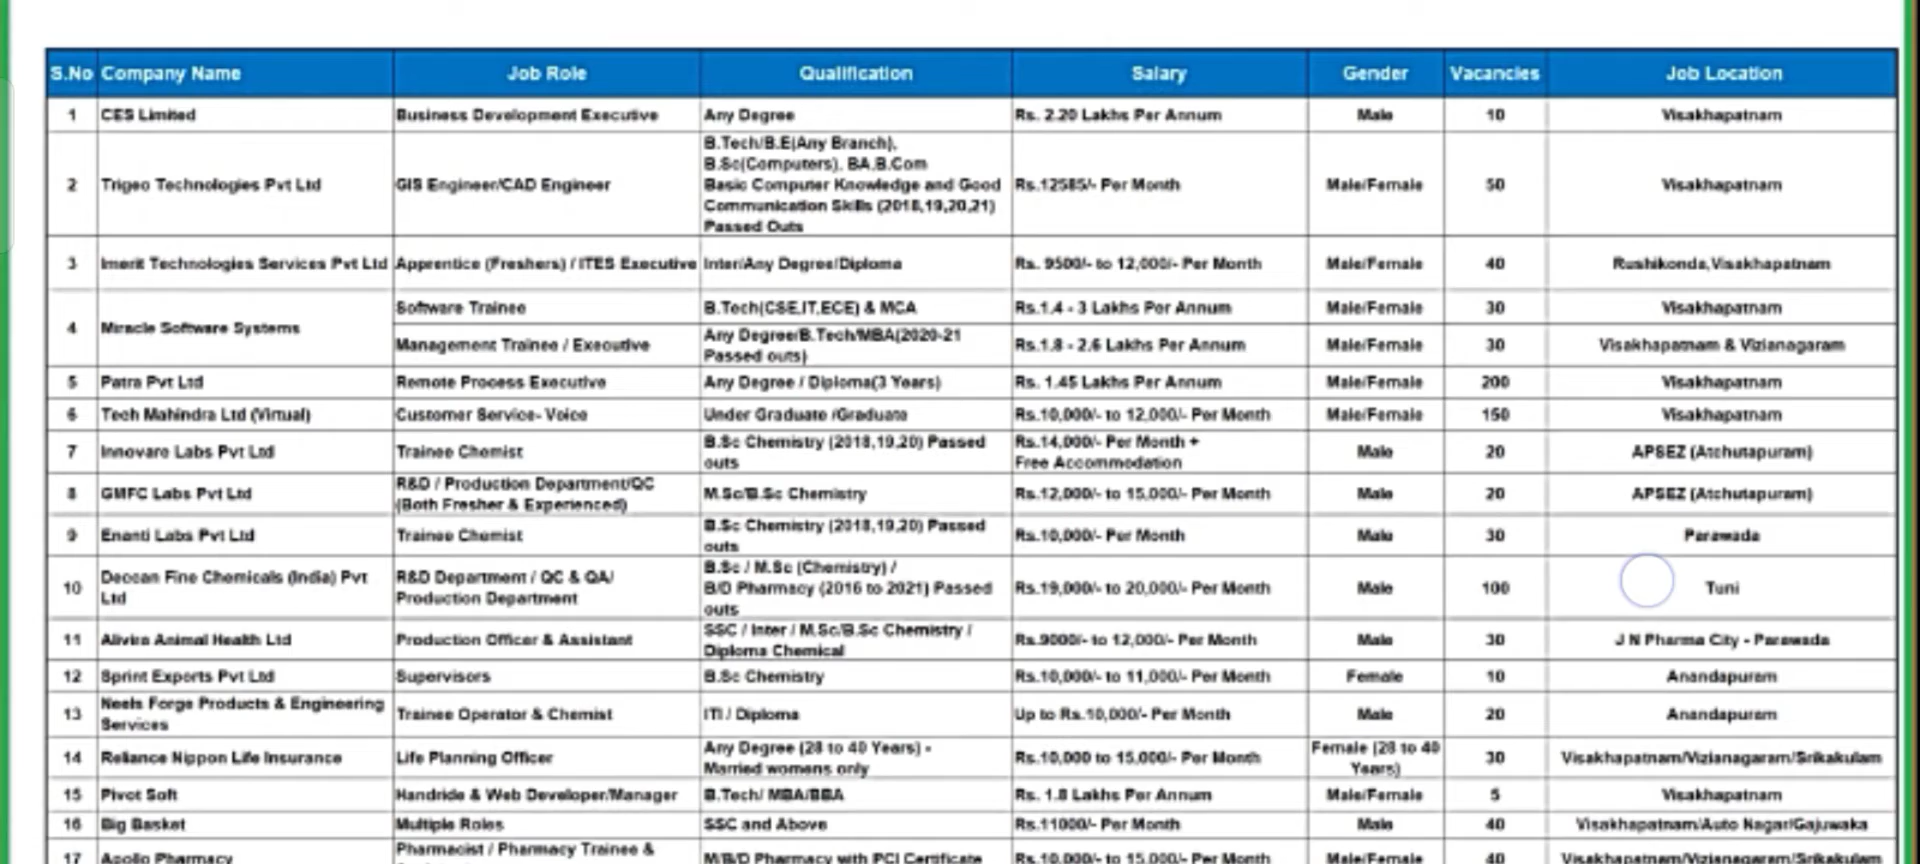 S.No Company Name Job Role Qualification Salary Gender Vacancies Job Location
1 CES Limited Business Development Executive Any Degree Rs. 2.20 Lakhs Per Annum Male 10 Visakhapatnam
B.Tech/B.E(Any Branch),
B.Sc(Computers), BA,B.Com
2 Trigeo Technologies Pvt Ltd GIS Engineer/CAD Engineer Basic Computer Knowledge and Good Rs.12585/- Per Month Male/Female 50 Visakhapatnam
Communication Skills (2018,19,20,21)
Passed Outs
3 Imerit Technologies Services Pvt Ltd Apprentice (Freshers) / ITES Executive Inter/Any Degree/Diploma Rs. 9500/- to 12,000/- Per Month Male/Female 40 Rushikonda,Visakhapatnam
4 Miracle Software Systems Software Trainee B.Tech(CSE,IT,ECE) & MCA Rs.1.4 - 3 Lakhs Per Annum Male/Female 30 Visakhapatnam
Management Trainee / Executive Any Degree/B.Tech/MBA(2020-21 Rs.1.8 - 2.6 Lakhs Per Annum Male/Female 30 Visakhapatnam & Vizianagaram
Passed outs)
5 Patra Pvt Ltd Remote Process Executive Any Degree / Diploma(3 Years) Rs. 1.45 Lakhs Per Annum Male/Female 200 Visakhapatnam
6 Tech Mahindra Ltd (Virtual) Customer Service- Voice Under Graduate /Graduate Rs.10,000/- to 12,000/- Per Month Male/Female 150 Visakhapatnam
7 Innovare Labs Pvt Ltd Trainee Chemist B.Sc Chemistry (2018,19,20) Passed Rs.14,000/- Per Month + Male 20 APSEZ (Atchutapuram)
outs Free Accommodation
8 GMFC Labs Pvt Ltd R&D / Production Department/QC M.Sc/B.Sc Chemistry Rs.12,000/- to 15,000/- Per Month Male 20 APSEZ (Atchutapuram)
(Both Fresher & Experienced)
9 Enanti Labs Pvt Ltd Trainee Chemist B.Sc Chemistry (2018,19,20) Passed Rs.10,000/- Per Month Male 30 Parawada
outs
10 Deccan Fine Chemicals (India) Pvt R&D Department / QC & QA/ B.Sc / M.Sc (Chemistry) / Rs.19,000/- to 20,000/- Per Month Male 100 Tuni
Ltd Production Department B/D Pharmacy (2016 to 2021) Passed
outs
11 Alivira Animal Health Ltd Production Officer & Assistant SSC / Inter / M.Sc/B.Sc Chemistry / Rs.9000/- to 12,000/- Per Month Male 30 J N Pharma City - Parawada
Diploma Chemical
12 Sprint Exports Pvt Ltd Supervisors B.Sc Chemistry Rs.10,000/- to 11,000/- Per Month Female 10 Anandapuram
13 Neels Forge Products & Engineering Trainee Operator & Chemist ITI / Diploma Up to Rs.10,000/- Per Month Male 20 Anandapuram
Services
14 Reliance Nippon Life Insurance Life Planning Officer Any Degree (28 to 40 Years) - Rs.10,000 to 15,000/- Per Month Female (28 to 40 30 Visakhapatnam/Vizianagaram/Srikakulam
Married womens only Years)
15 Pivot Soft Handride & Web Developer/Manager B.Tech/ MBA/BBA Rs. 1.8 Lakhs Per Annum Male/Female 5 Visakhapatnam
16 Big Basket Multiple Roles SSC and Above Rs.11000/- Per Month Male 40 Visakhapatnam/Auto Nagar/Gajuwaka
17 Apollo Pharmacy Pharmacist / Pharmacy Trainee & M/B/D Pharmacy with PCI Certificate Rs.10,000 to 15,000/- Per Month Male/Female 40 Visakhapatnam/Vizianagaram/Srikakulam